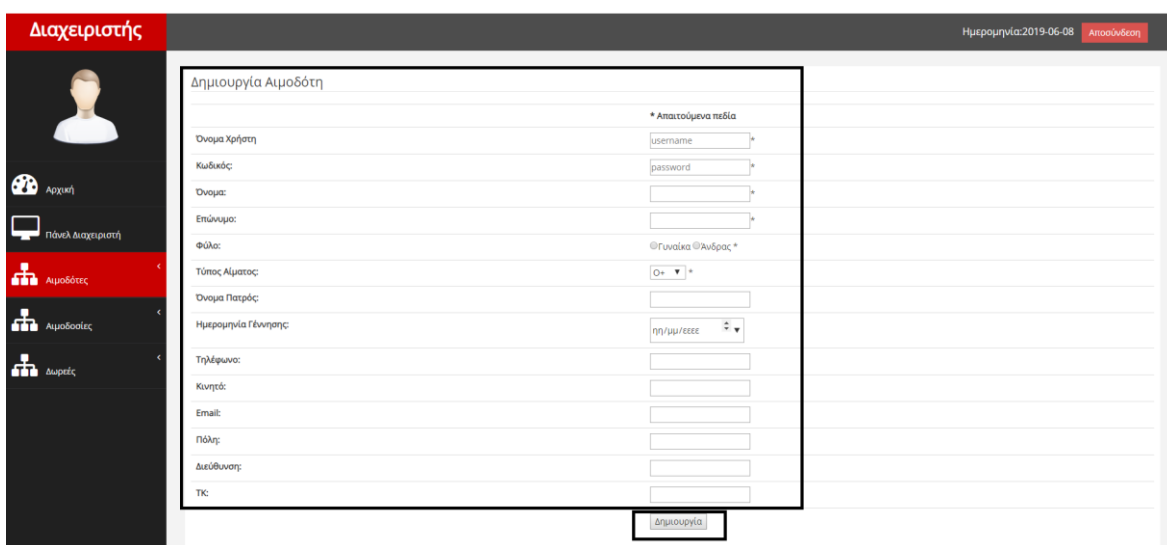 Διαχειριστής
Ημερομηνία:2019-06-08 Αποσύνδεση
Αρχική
Πάνελ Διαχειριστή
Αιμοδότες
Αιμοδοσίες
Δωρεές
Δημιουργία Αιμοδότη
* Απαιτούμενα πεδία
Όνομα Χρήστη username *
Κωδικός: password *
Όνομα: *
Επώνυμο: *
Φύλο: Γυναίκα Άνδρας *
Τύπος Αίματος: O+ *
Όνομα Πατρός:
Ημερομηνία Γέννησης: ηη/μμ/εεεε
Τηλέφωνο:
Κινητό:
Email:
Πόλη:
Διεύθυνση:
ΤΚ:
Δημιουργία